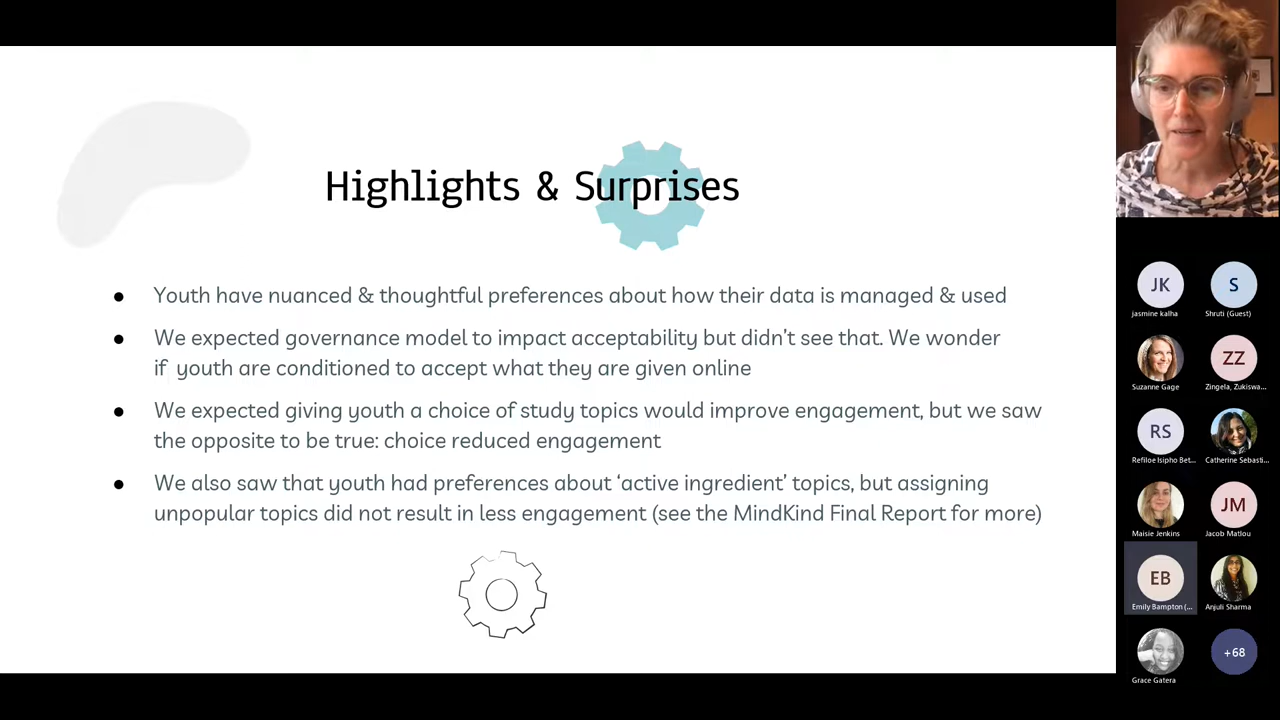 Highlights & Surprises
● Youth have nuanced & thoughtful preferences about how their data is managed & used
● We expected governance model to impact acceptability but didn't see that. We wonder
if youth are conditioned to accept what they are given online
● We expected giving youth a choice of study topics would improve engagement, but we saw
the opposite to be true: choice reduced engagement
● We also saw that youth had preferences about ‘active ingredient’ topics, but assigning
unpopular topics did not result in less engagement (see the MindKind Final Report for more)
JK
S
jasmine kalha
Shruti (Guest)
ZZ
Suzanne Gage
Zingela, Zukiswa...
RS
Refiloe Isipho Bet...
Catherine Sebasti...
JM
Maisie Jenkins
Jacob Matlou
EB
Emily Bampton (...
Anjuli Sharma
+68
Grace Gatera